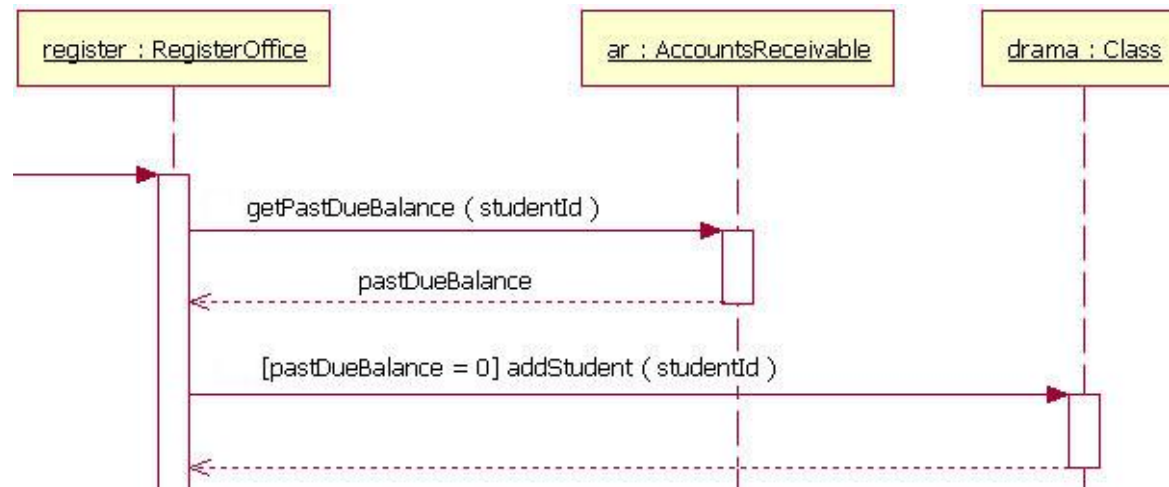 register : RegisterOffice
ar : AccountsReceivable
drama : Class
getPastDueBalance ( studentId )
pastDueBalance
[pastDueBalance = 0] addStudent ( studentId )